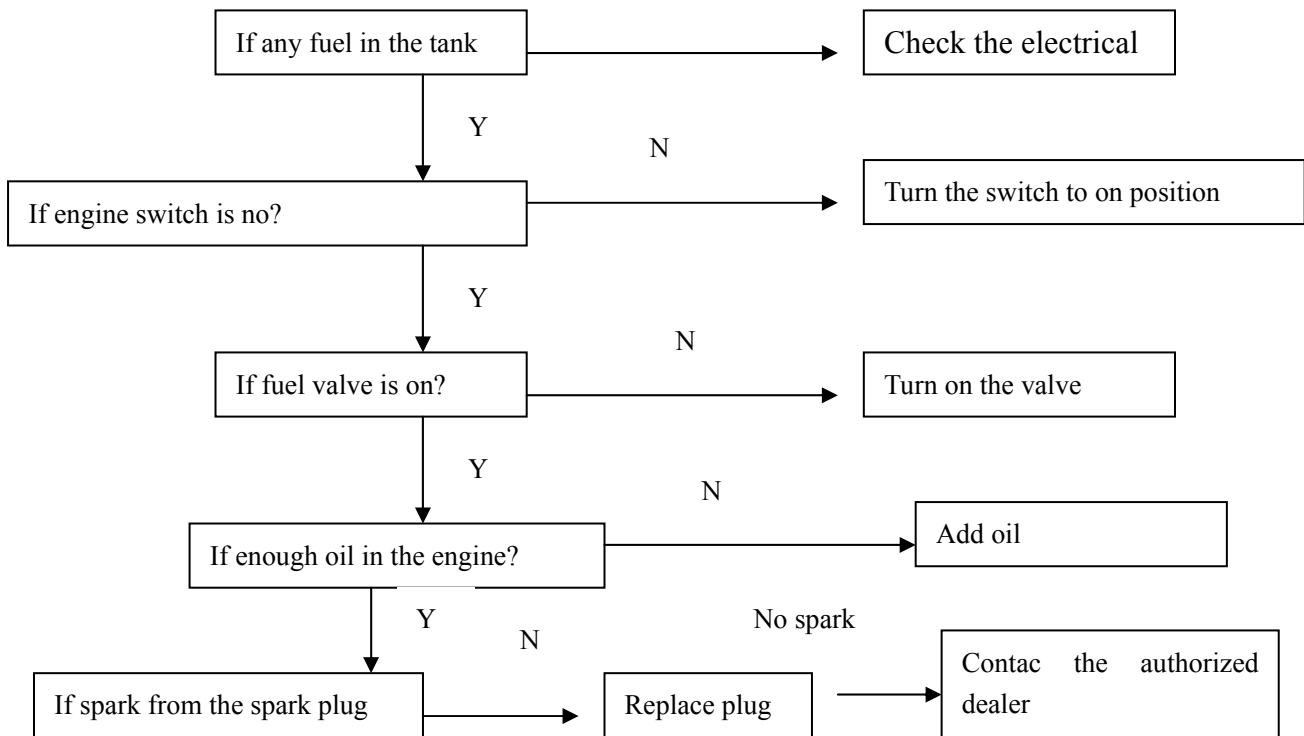 If any fuel in the tank
Check the electrical
Y
N
If engine switch is no?
Turn the switch to on position
Y
N
If fuel valve is on?
Turn on the valve
Y
N
If enough oil in the engine?
Add oil
Y
N
No spark
If spark from the spark plug
Replace plug
Contac the authorized
dealer